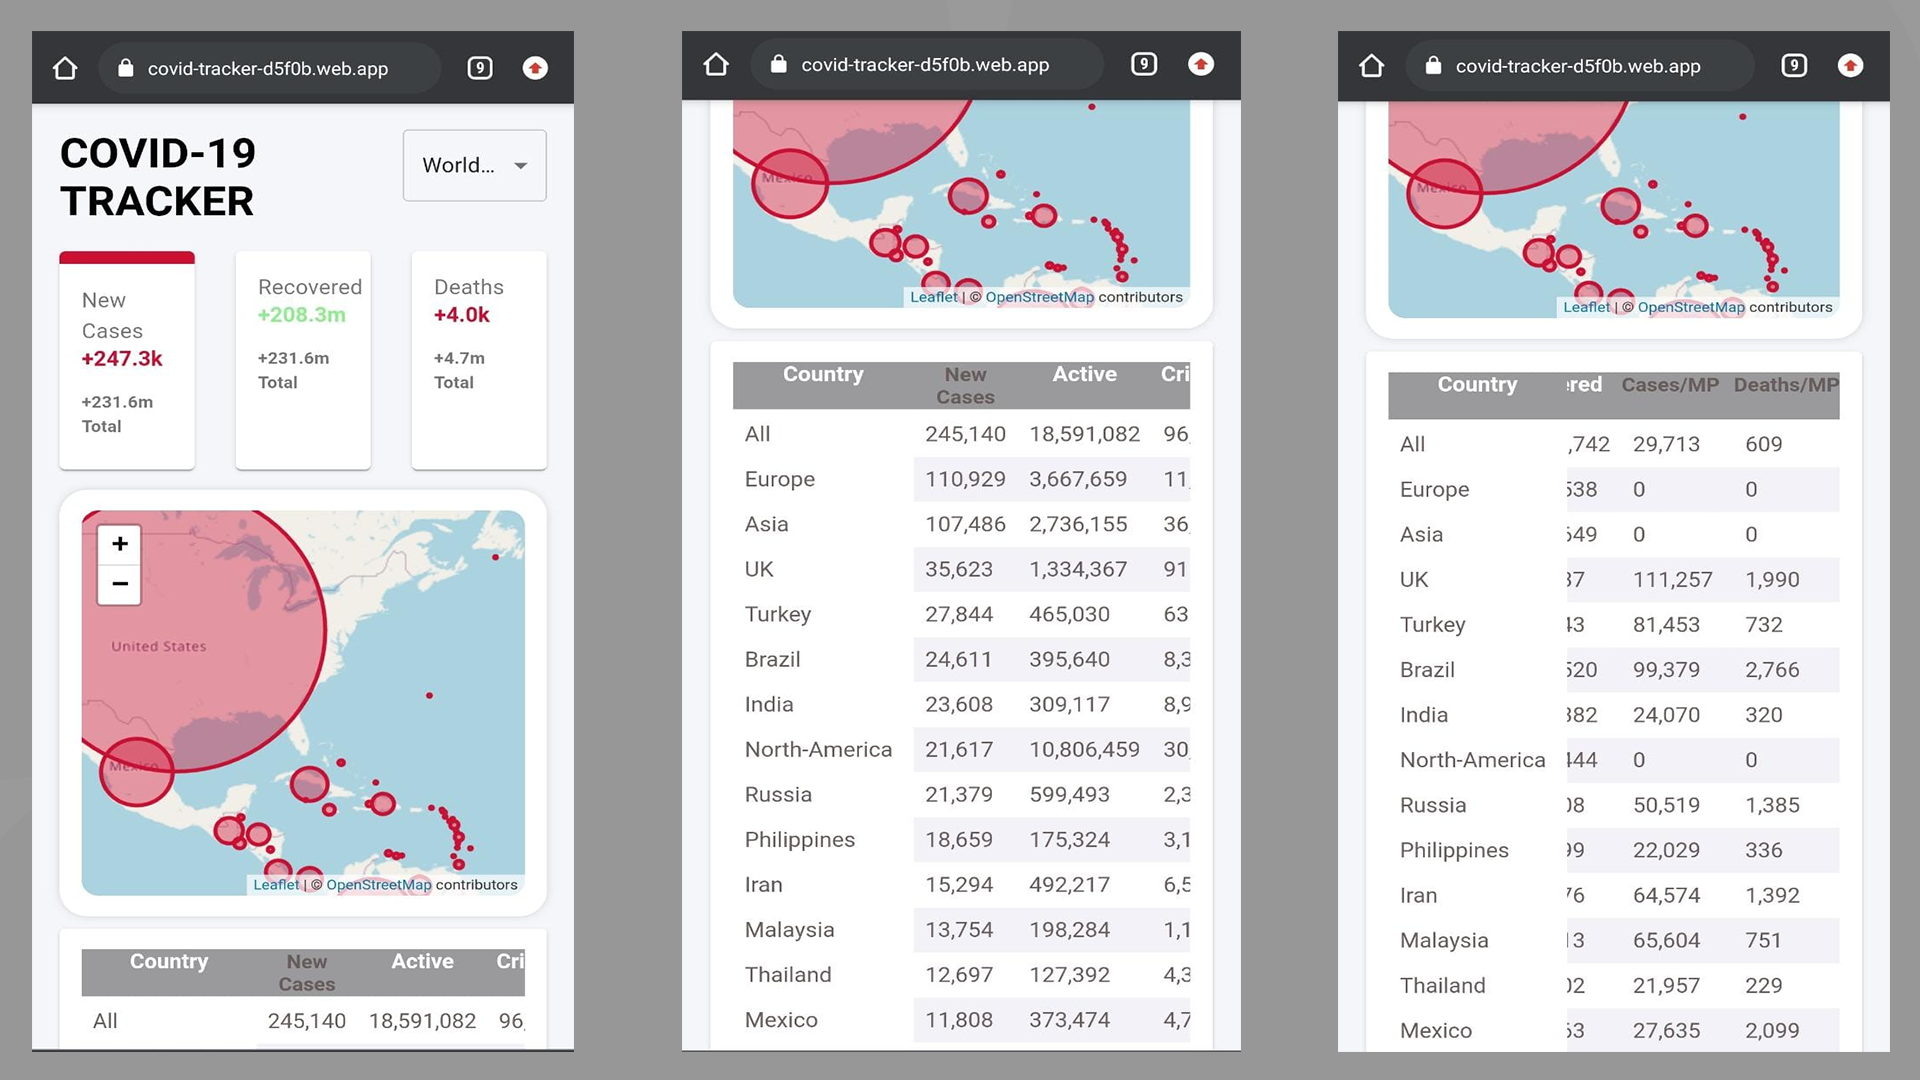 covid-tracker-d5f0b.web.app
9
COVID-19
TRACKER
World...
New
Cases
+247.3k
+231.6m
Total
Recovered
+208.3m
+231.6m
Total
Deaths
+4.0k
+4.7m
Total
+
−
United States
Mexico
Leaflet | © OpenStreetMap contributors
Country New Cases Active Cri
All 245,140 18,591,082 96,
covid-tracker-d5f0b.web.app
9
Mexico
Leaflet | © OpenStreetMap contributors
Country New Cases Active Cri
All 245,140 18,591,082 96,
Europe 110,929 3,667,659 11,
Asia 107,486 2,736,155 36,
UK 35,623 1,334,367 91
Turkey 27,844 465,030 63
Brazil 24,611 395,640 8,3
India 23,608 309,117 8,9
North-America 21,617 10,806,459 30,
Russia 21,379 599,493 2,3
Philippines 18,659 175,324 3,1
Iran 15,294 492,217 6,5
Malaysia 13,754 198,284 1,1
Thailand 12,697 127,392 4,3
Mexico 11,808 373,474 4,7
covid-tracker-d5f0b.web.app
9
Mexico
Leaflet | © OpenStreetMap contributors
Country ered Cases/MP Deaths/MP
All ,742 29,713 609
Europe 538 0 0
Asia 549 0 0
UK 37 111,257 1,990
Turkey 43 81,453 732
Brazil 520 99,379 2,766
India 382 24,070 320
North-America 444 0 0
Russia 08 50,519 1,385
Philippines 99 22,029 336
Iran 76 64,574 1,392
Malaysia 13 65,604 751
Thailand 02 21,957 229
Mexico 53 27,635 2,099